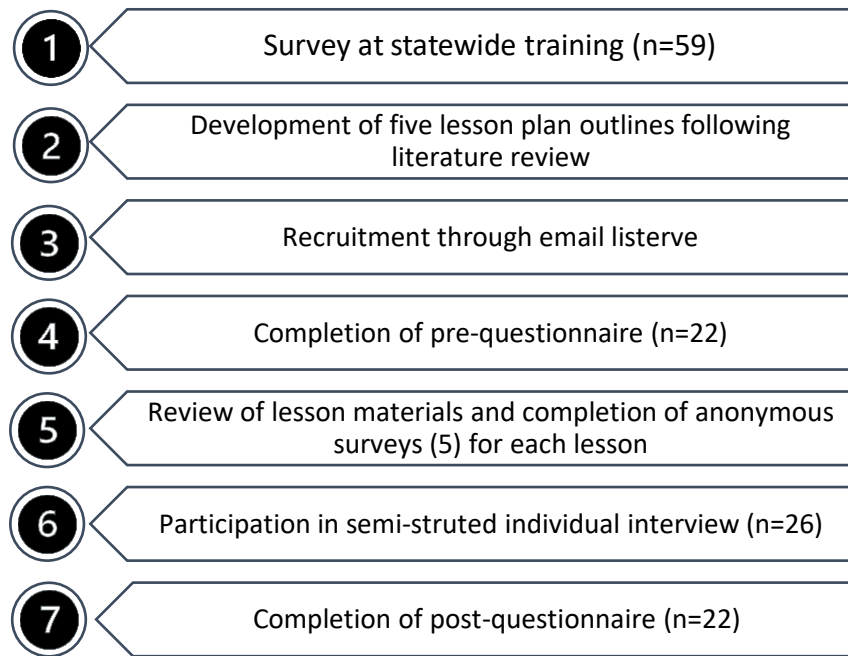 1 Survey at statewide training (n=59)
2 Development of five lesson plan outlines following
literature review
3 Recruitment through email listerve
4 Completion of pre-questionnaire (n=22)
5 Review of lesson materials and completion of anonymous
surveys (5) for each lesson
6 Participation in semi-struted individual interview (n=26)
7 Completion of post-questionnaire (n=22)